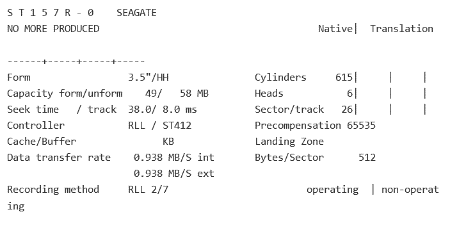 S T 1 5 7 R - 0    SEAGATE
NO MORE PRODUCED                                    Native|  Translation
------+-----+-----+-----
Form                3.5"/HH              Cylinders     615|     |     |
Capacity form/unform    49/   58 MB      Heads           6|     |     |
Seek time   / track  38.0/ 8.0 ms        Sector/track   26|     |     |
Controller          RLL / ST412          Precompensation 65535
Cache/Buffer              KB             Landing Zone
Data transfer rate    0.938 MB/S int     Bytes/Sector      512
                      0.938 MB/S ext
Recording method    RLL 2/7                       operating  | non-operat
ing